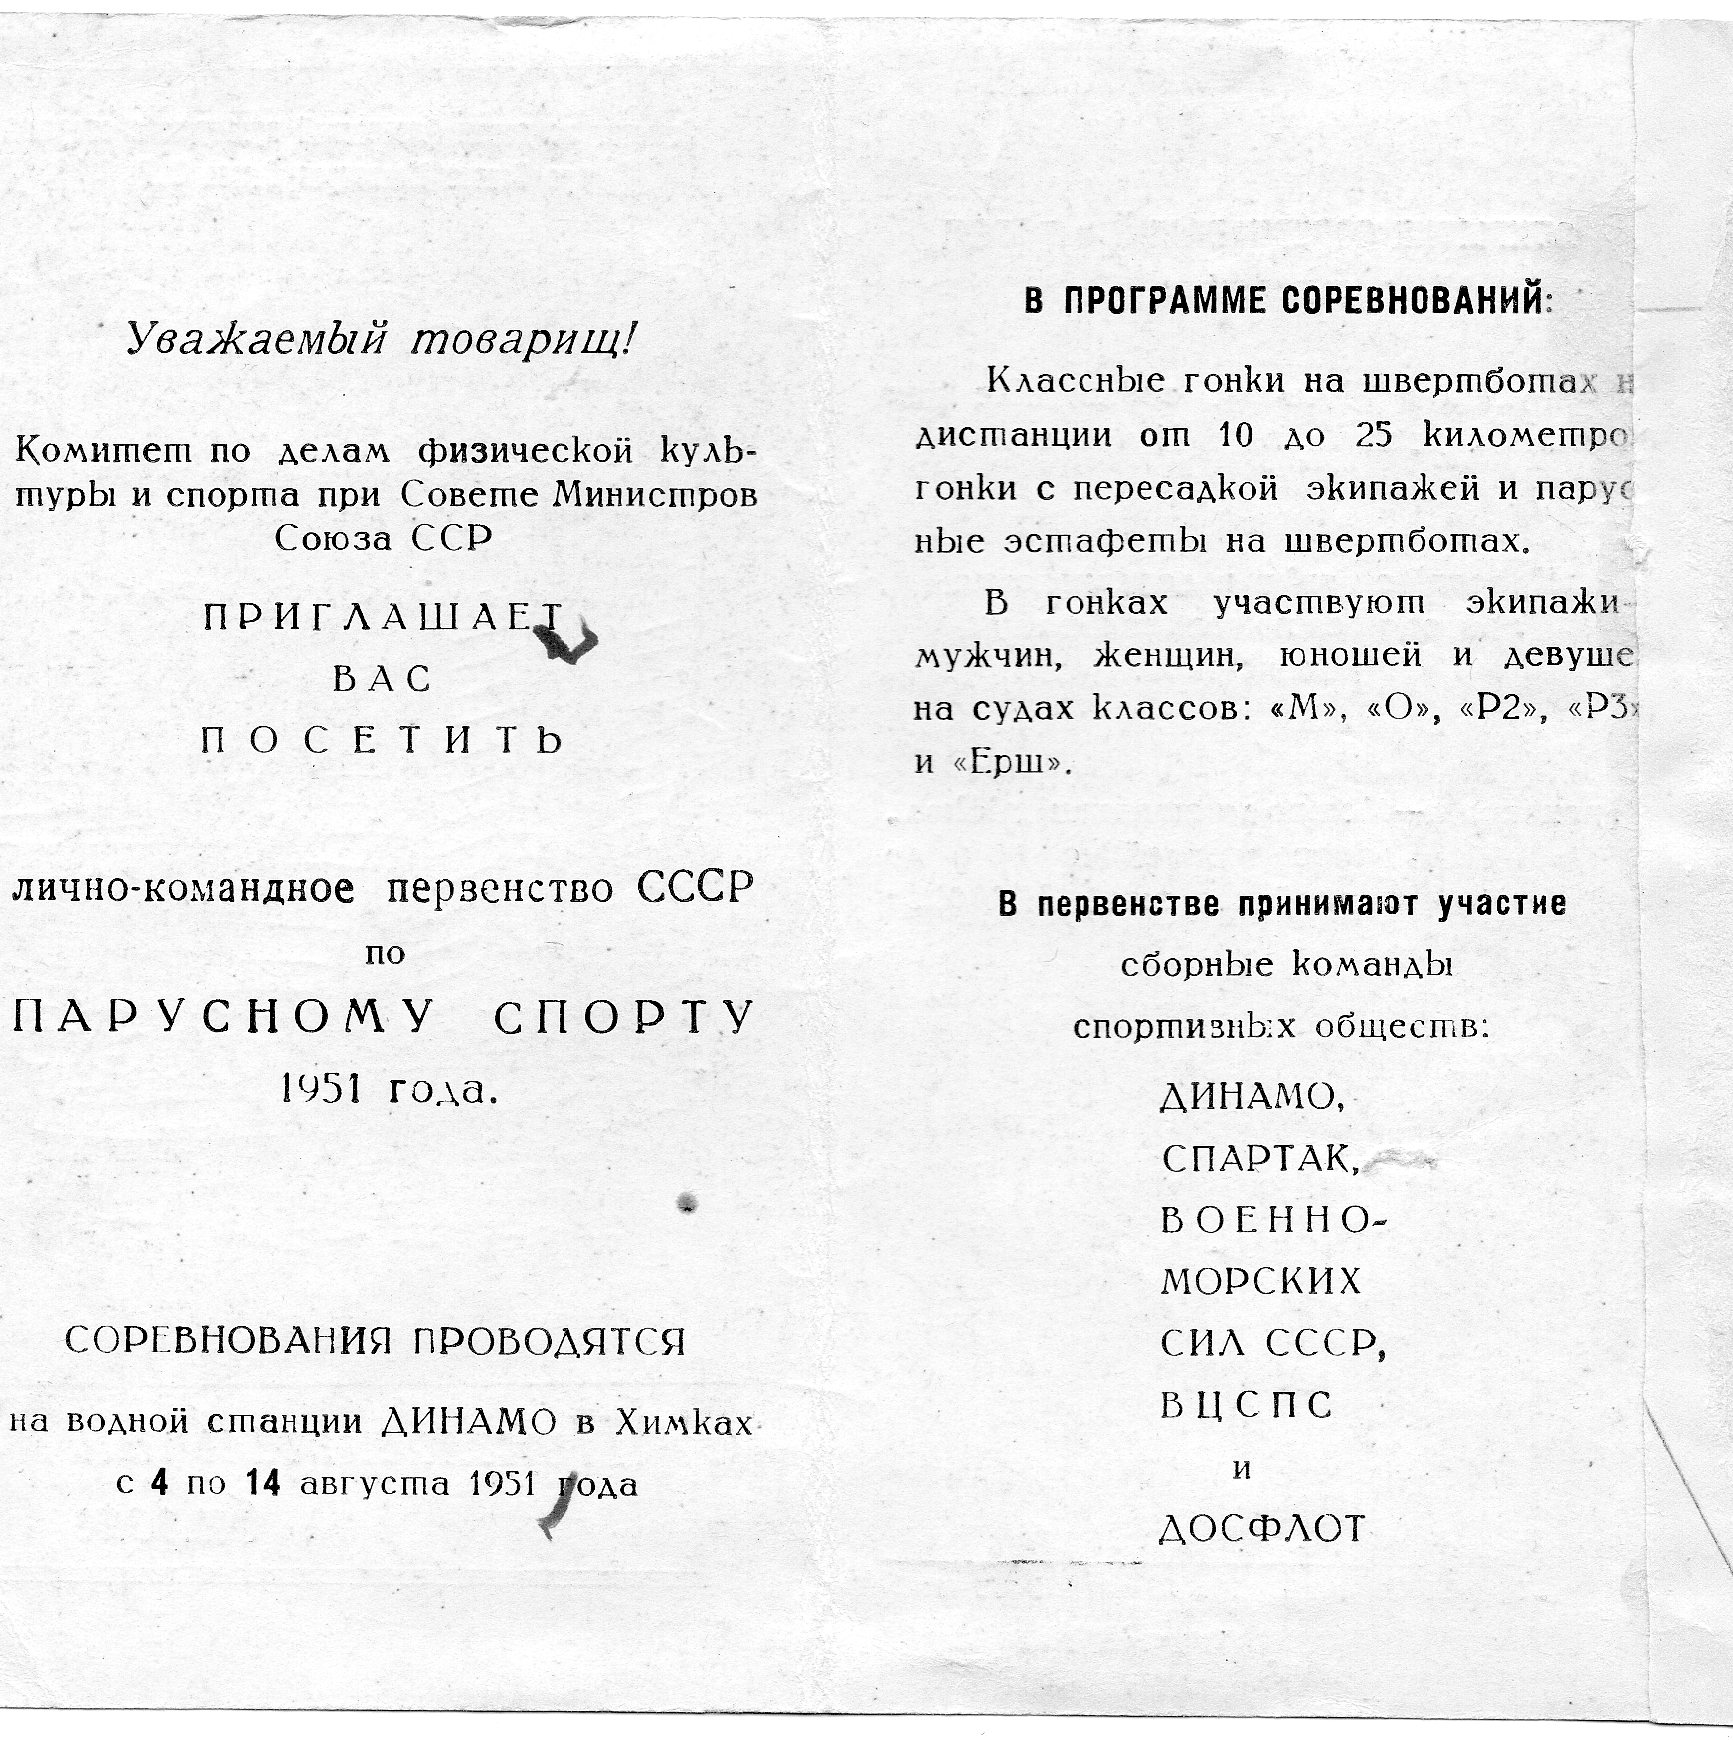 Уважаемый товарищ!
Комитет по делам физической куль-
туры и спорта при Совете Министров
Союза ССР
ПРИГЛАШАЕТ
ВАС
ПОСЕТИТЬ
лично-командное первенство СССР
по
ПАРУСНОМУ СПОРТУ
1951 года.
СОРЕВНОВАНИЯ ПРОВОДЯТСЯ
на водной станции ДИНАМО в Химках
с 4 по 14 августа 1951 года
В ПРОГРАММЕ СОРЕВНОВАНИЙ:
Классные гонки на швертботах н
дистанции от 10 до 25 километро
гонки с пересадкой экипажей и парус
ные эстафеты на швертботах.
В гонках участвуют экипажи
мужчин, женщин, юношей и девуше
на судах классов: «М», «О», «Р2», «Р3»
и «Ерш».
В первенстве принимают участие
сборные команды
спортивных обществ:
ДИНАМО,
СПАРТАК,
ВОЕННО-
МОРСКИХ
СИЛ СССР,
ВЦСПС
и
ДОСФЛОТ